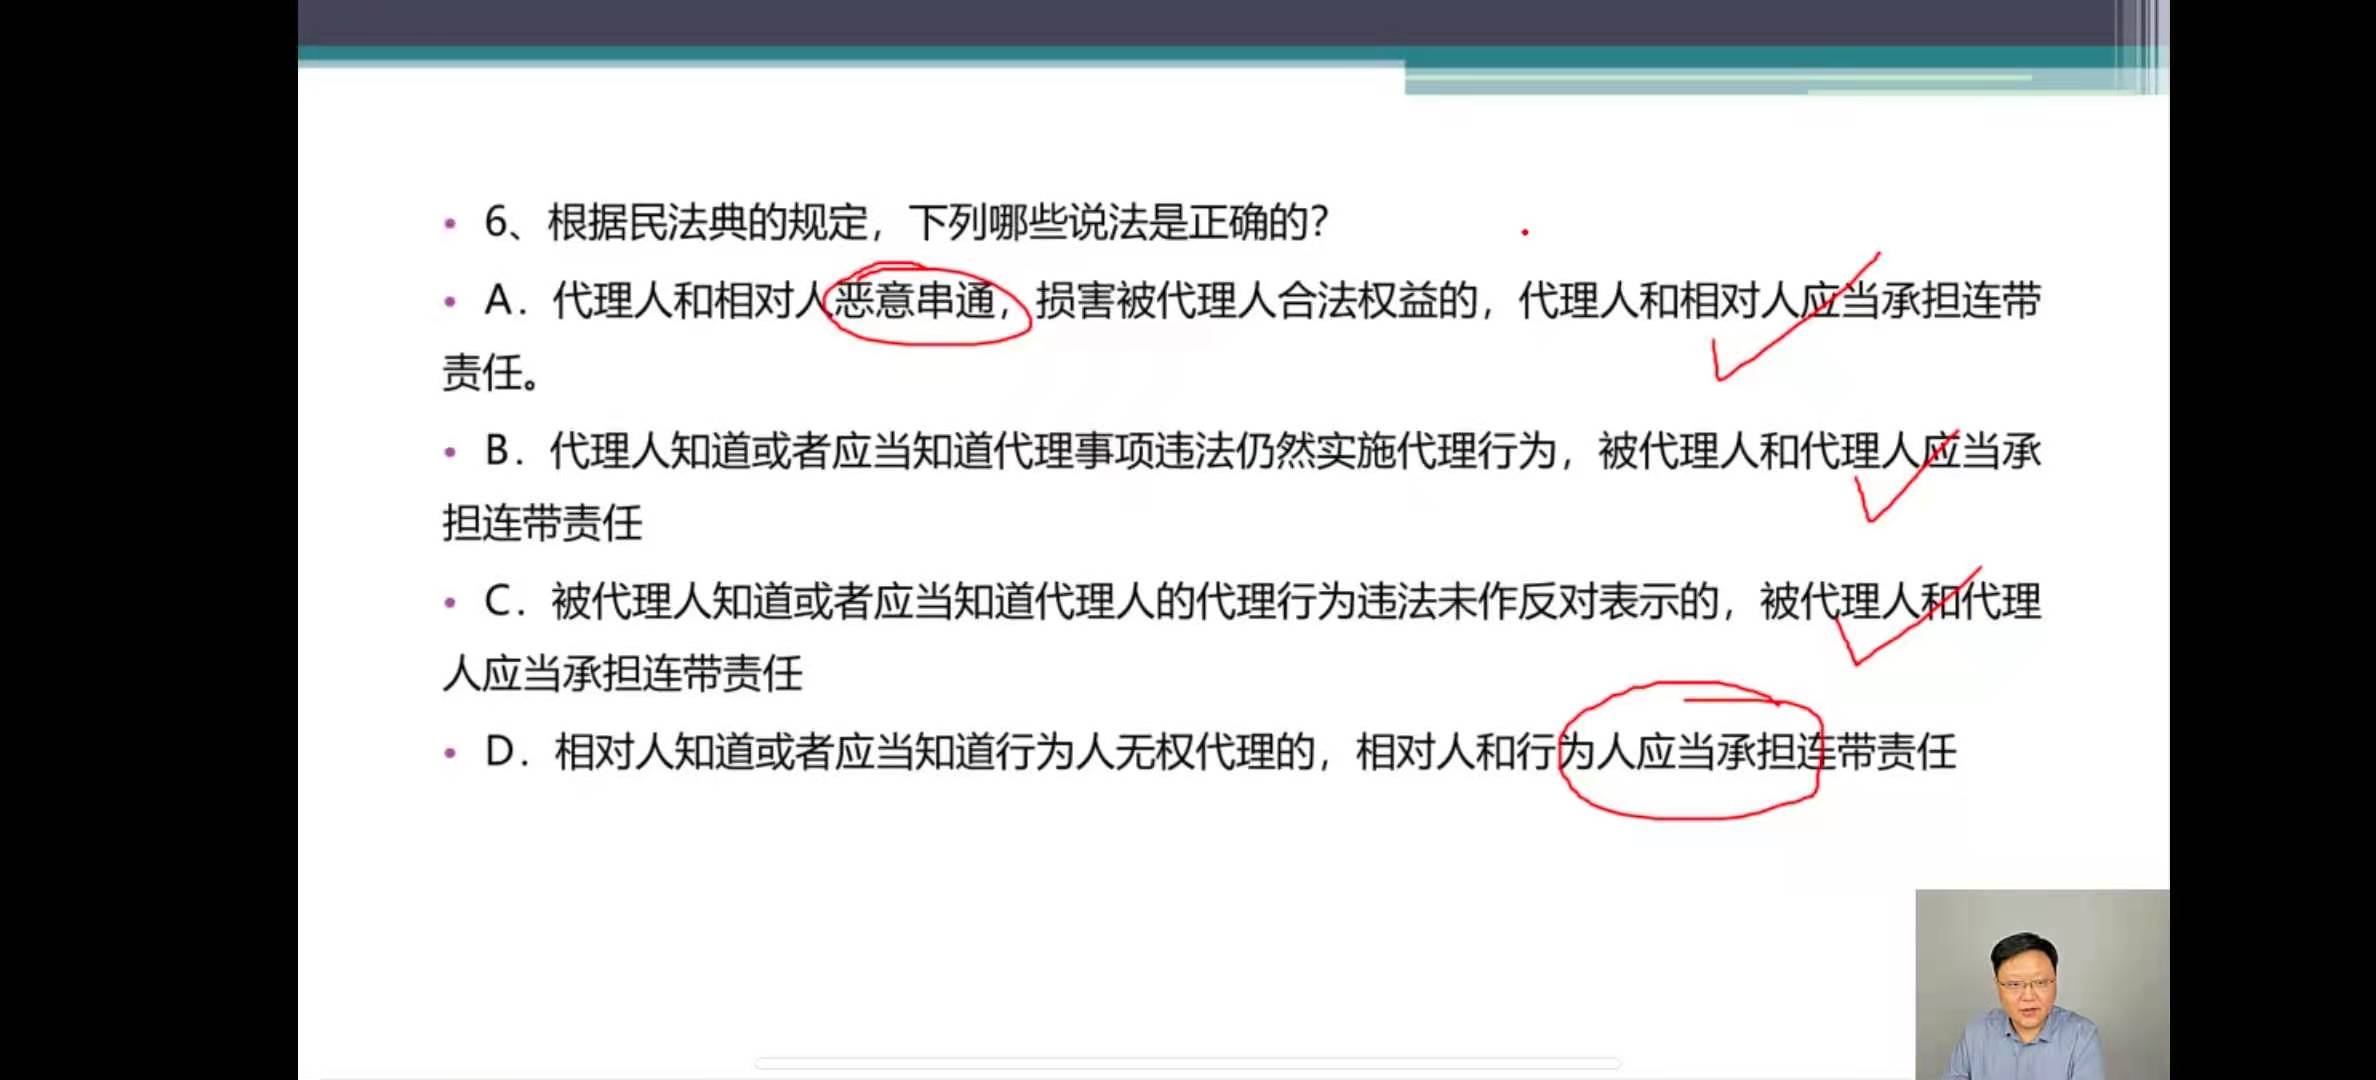 6、根据民法典的规定，下列哪些说法是正确的？
A．代理人和相对人恶意串通，损害被代理人合法权益的，代理人和相对人应当承担连带
责任。
B．代理人知道或者应当知道代理事项违法仍然实施代理行为，被代理人和代理人应当承
担连带责任
C．被代理人知道或者应当知道代理人的代理行为违法未作反对表示的，被代理人和代理
人应当承担连带责任
D．相对人知道或者应当知道行为人无权代理的，相对人和行为人应当承担连带责任